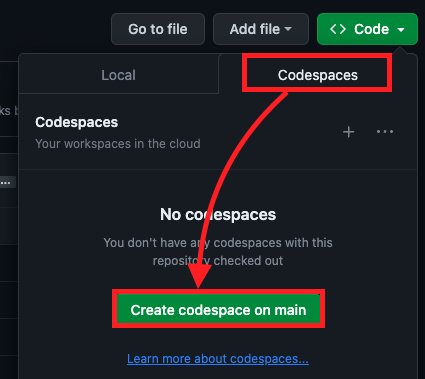 Go to file
Add file
<> Code
Local
Codespaces
Codespaces
Your workspaces in the cloud
No codespaces
You don't have any codespaces with this
repository checked out
Create codespace on main
Learn more about codespaces...